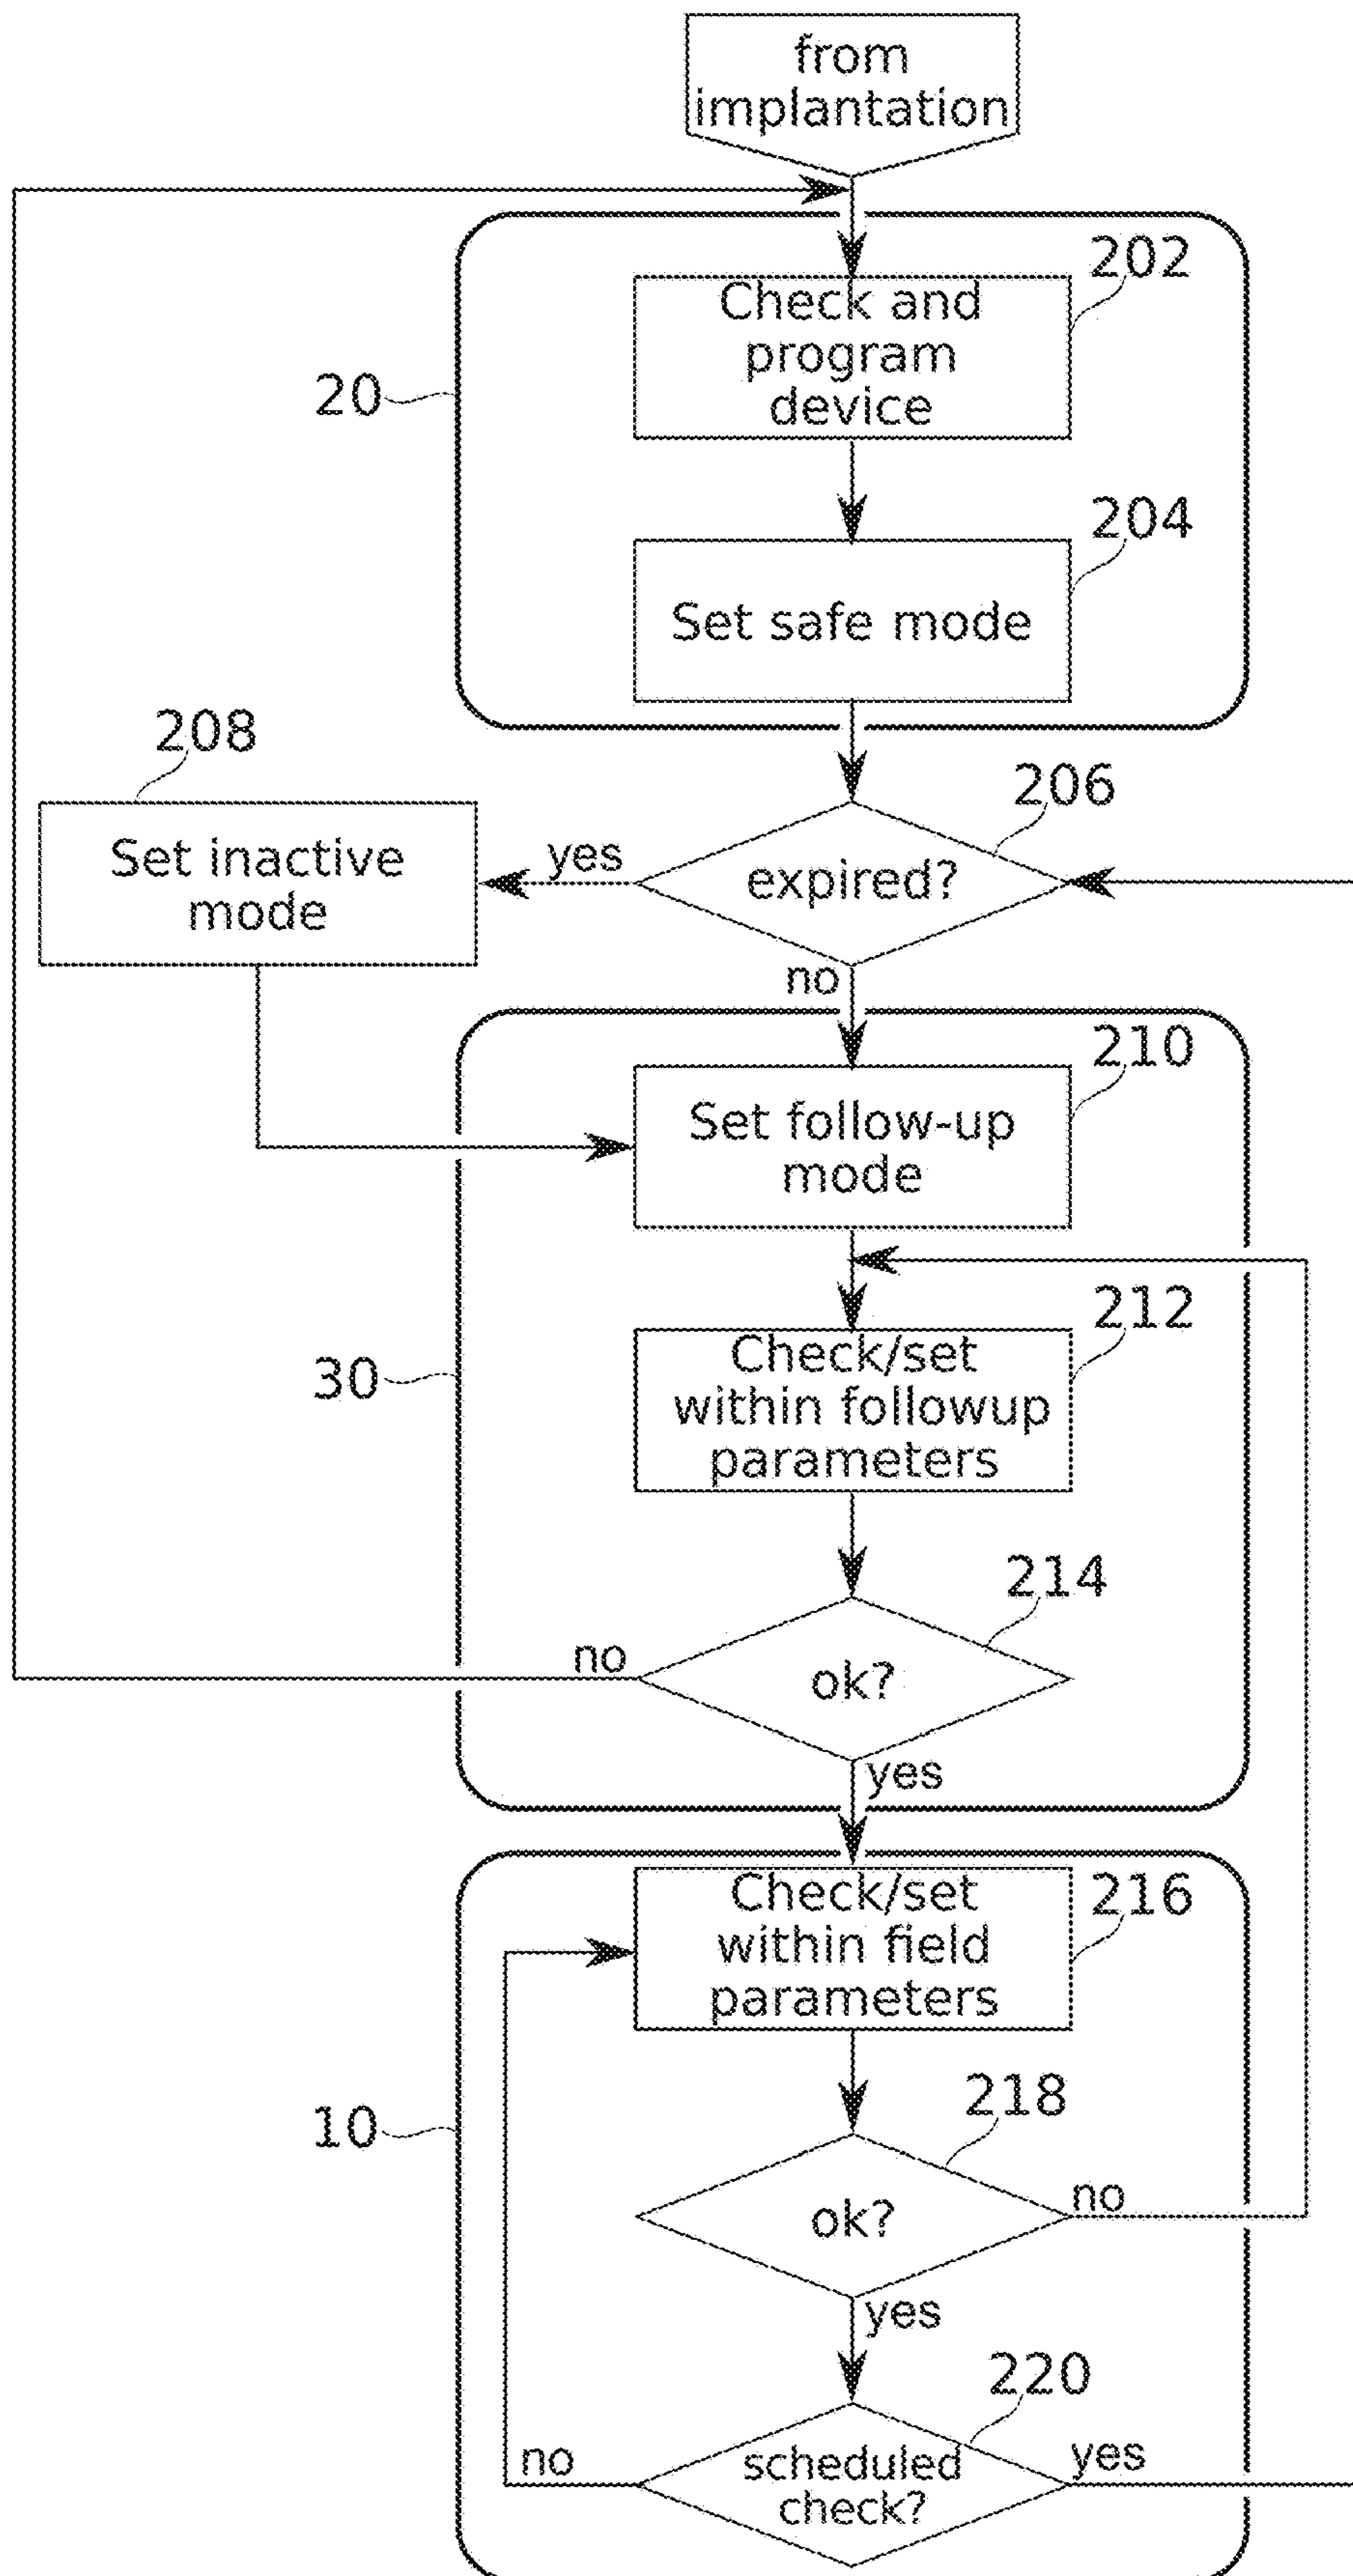 from
implantation
202
Check and
program
device
20
204
Set safe mode
208
206
Set inactive
mode
yes
expired?
no
210
Set follow-up
mode
212
Check/set
within followup
parameters
30
214
no
ok?
yes
216
Check/set
within field
parameters
218
10
ok?
no
yes
220
no
scheduled
check?
yes